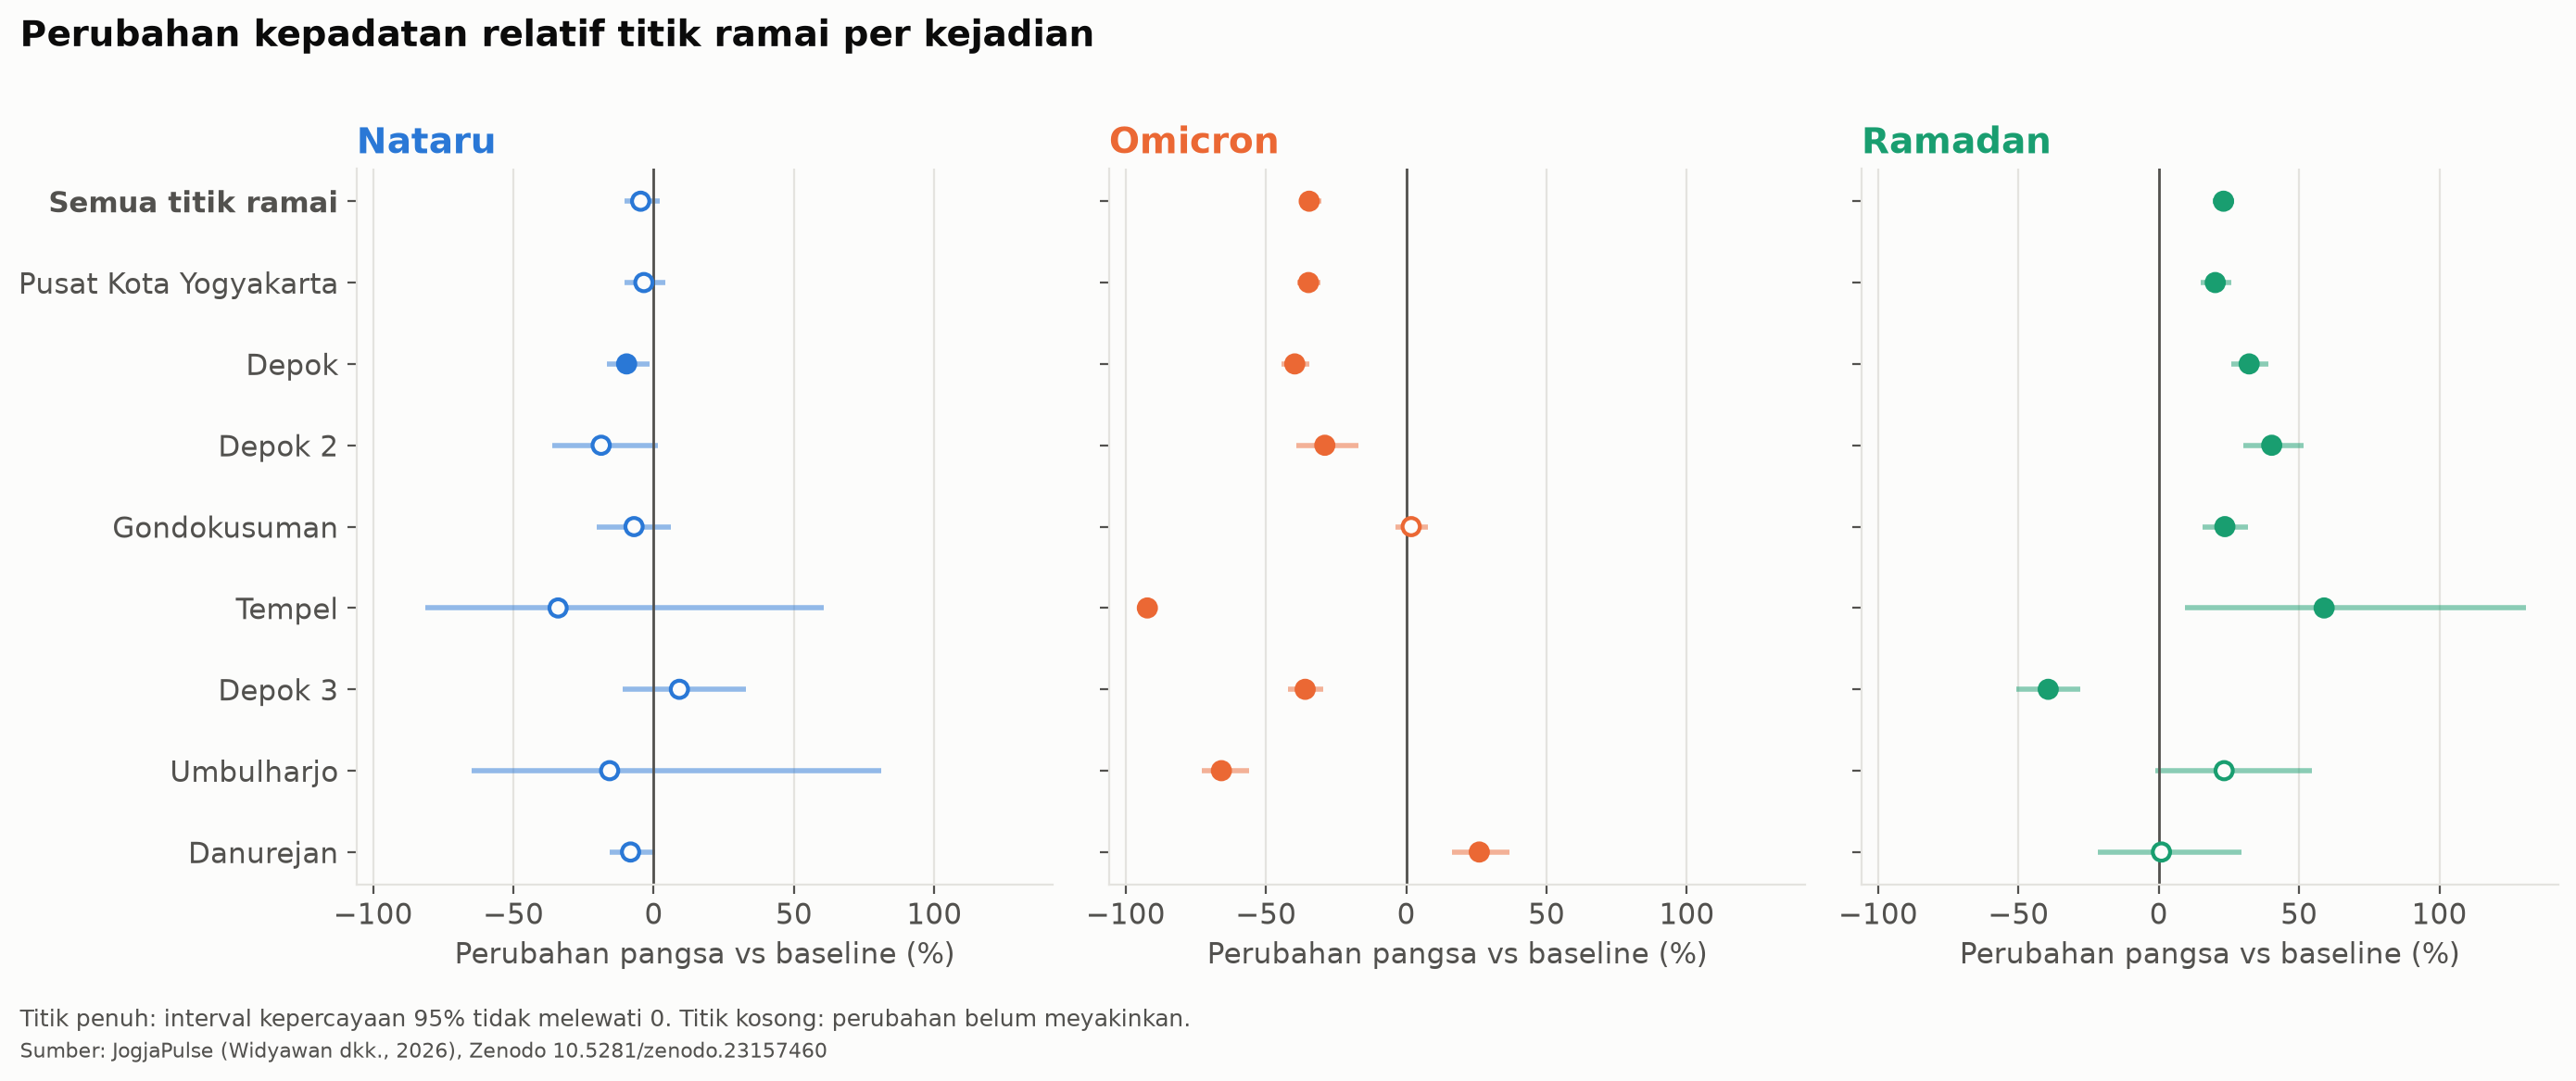 Perubahan kepadatan relatif titik ramai per kejadian
Nataru
Omicron
Ramadan
Semua titik ramai
Pusat Kota Yogyakarta
Depok
Depok 2
Gondokusuman
Tempel
Depok 3
Umbulharjo
Danurejan
−100 −50 0 50 100
−100 −50 0 50 100
−100 −50 0 50 100
Perubahan pangsa vs baseline (%)
Perubahan pangsa vs baseline (%)
Perubahan pangsa vs baseline (%)
Titik penuh: interval kepercayaan 95% tidak melewati 0. Titik kosong: perubahan belum meyakinkan.
Sumber: JogjaPulse (Widyawan dkk., 2026), Zenodo 10.5281/zenodo.23157460